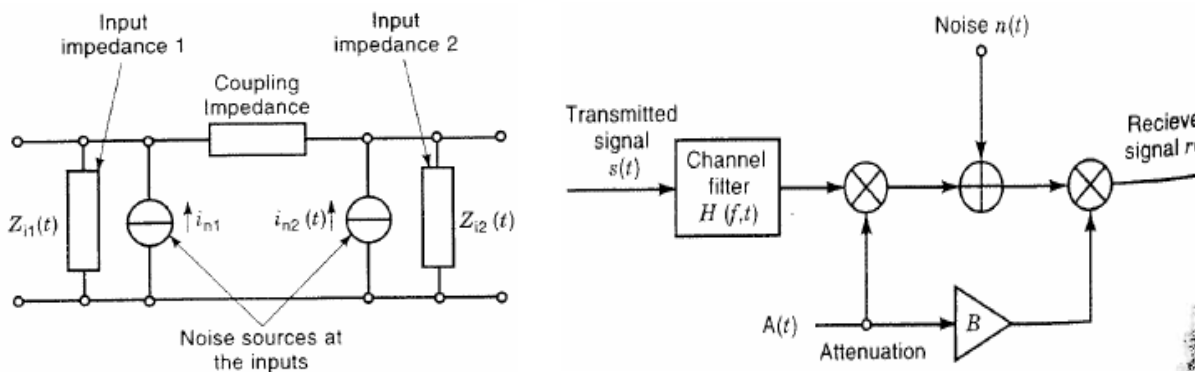 Input
impedance 1
Input
impedance 2
Coupling
Impedance
Z_i1(t)
i_n1
i_n2 (t)
Z_i2 (t)
Noise sources at
the inputs
Noise n(t)
Transmitted
signal
s(t)
Channel
filter
H (f,t)
Recieve
signal r
A(t)
Attenuation
B